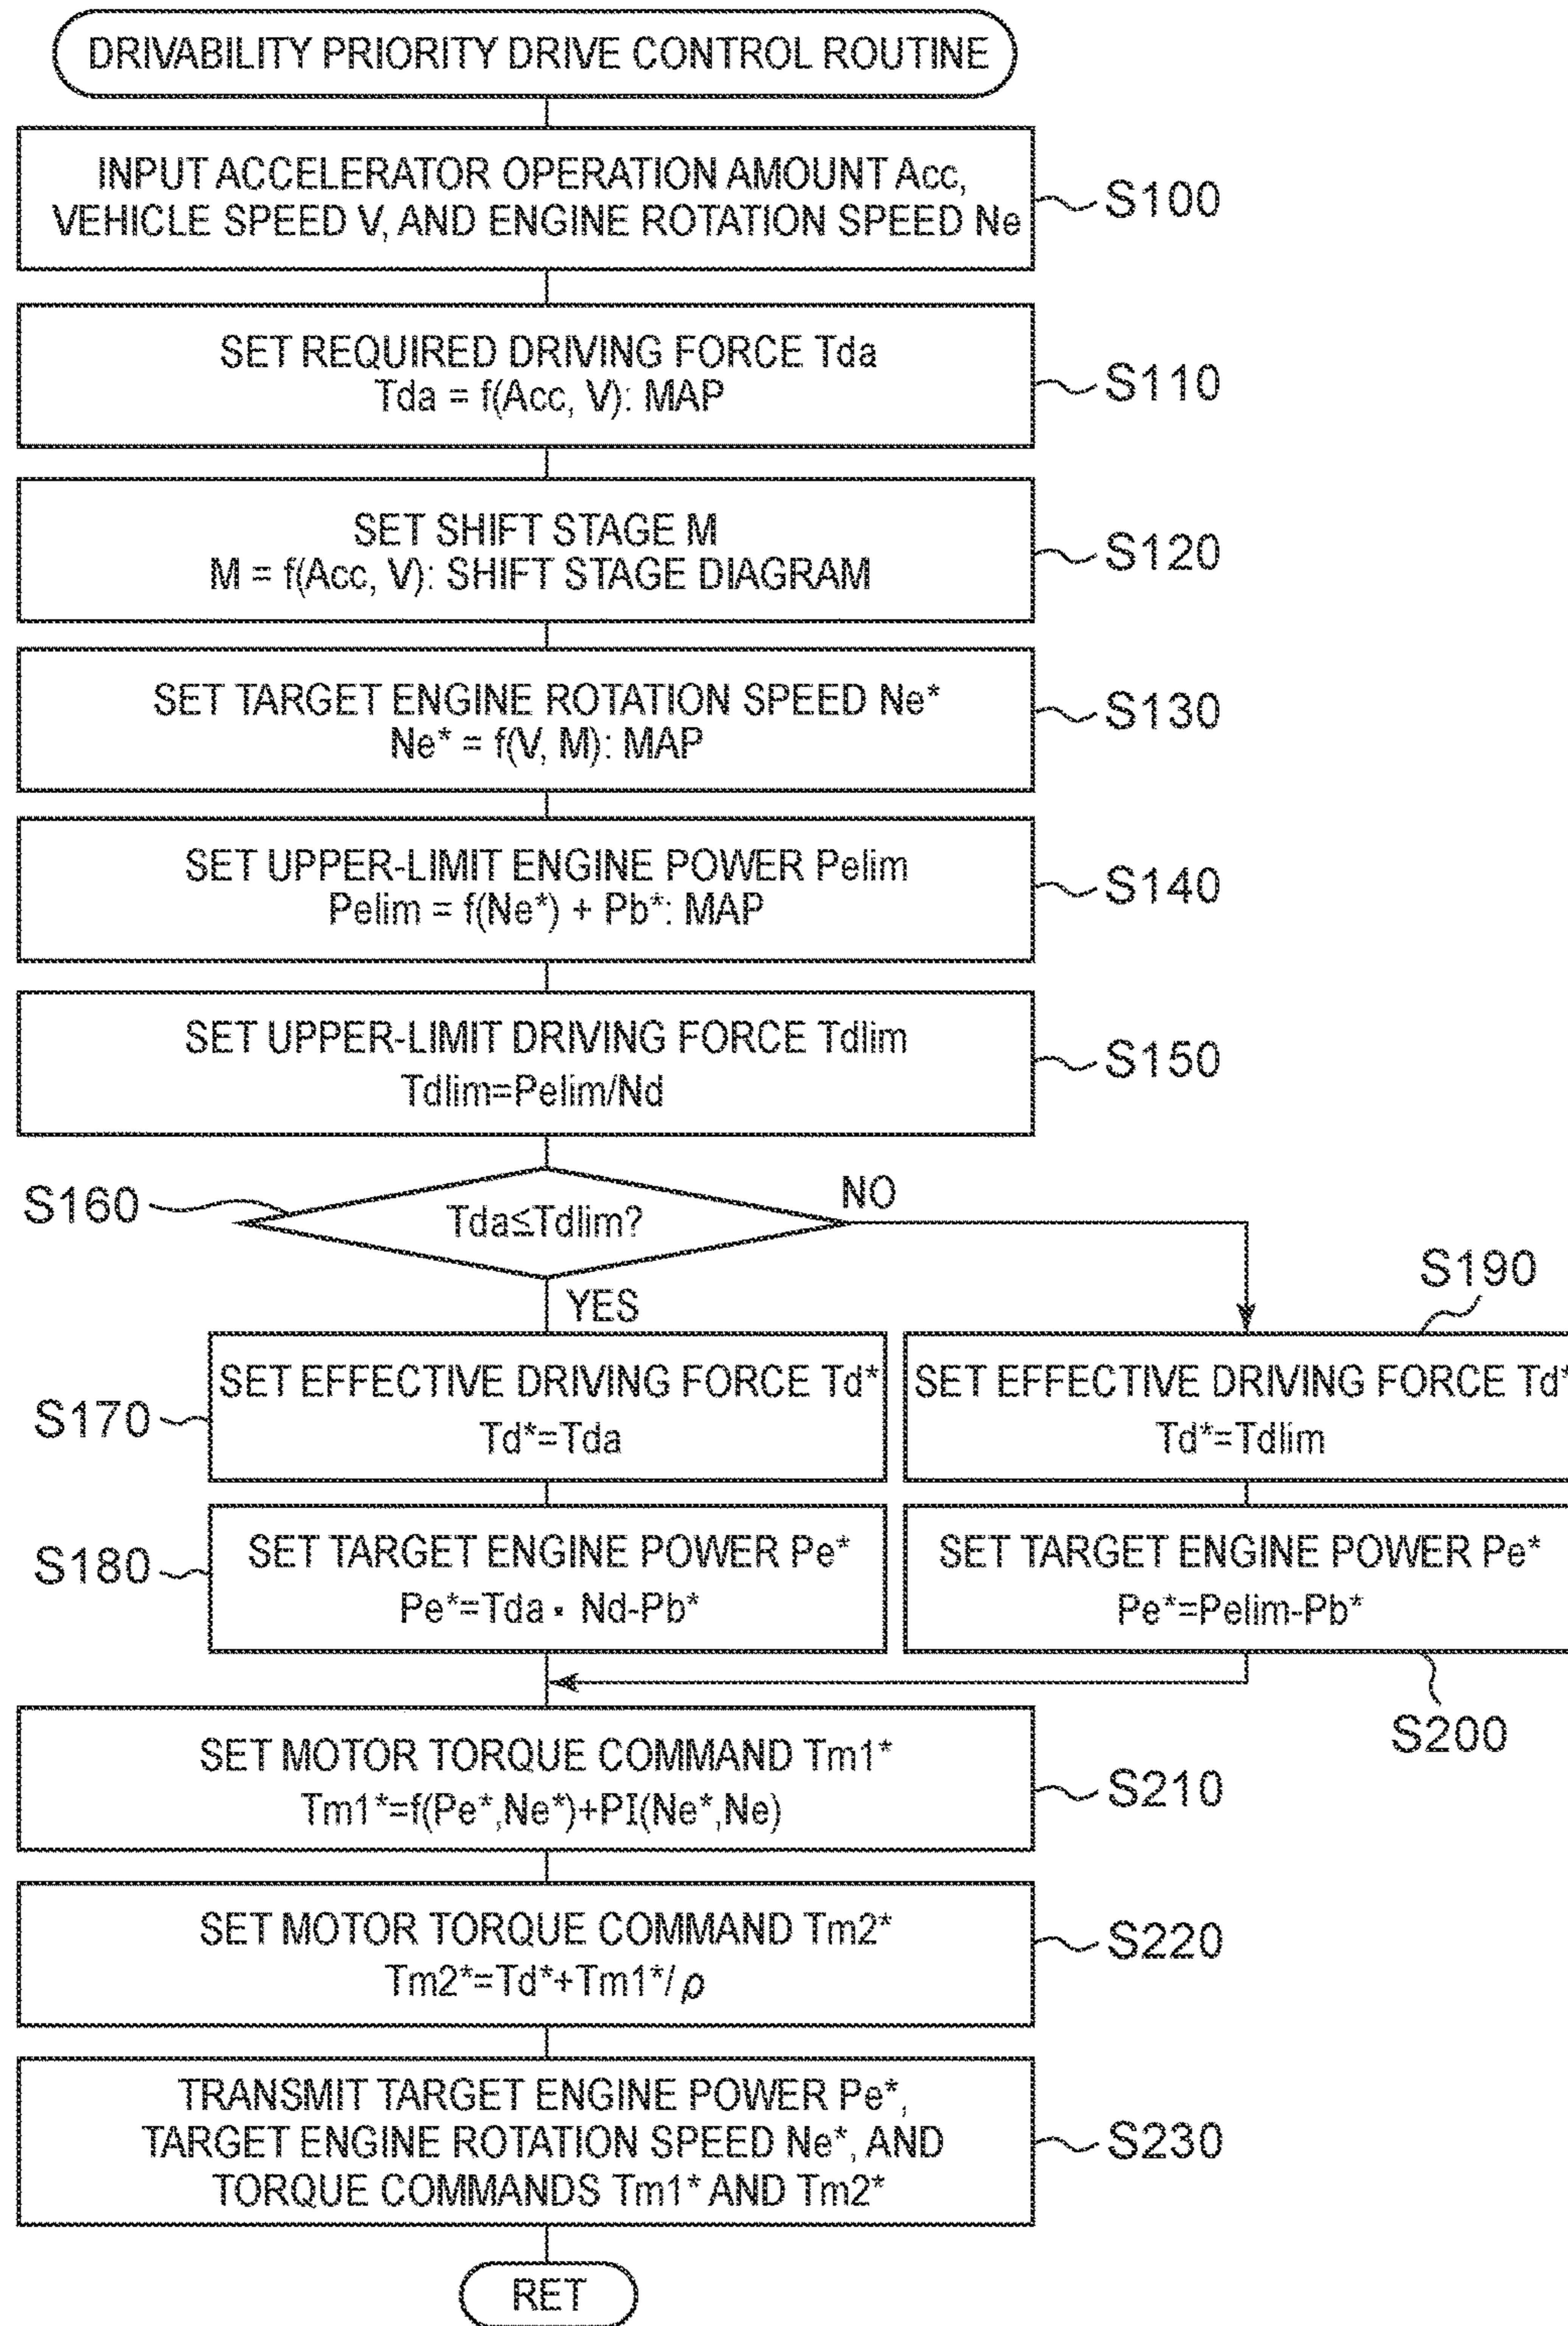 DRIVABILITY PRIORITY DRIVE CONTROL ROUTINE
INPUT ACCELERATOR OPERATION AMOUNT Acc,
VEHICLE SPEED V, AND ENGINE ROTATION SPEED Ne
S100
SET REQUIRED DRIVING FORCE Tda
Tda = f(Acc, V): MAP
S110
SET SHIFT STAGE M
M = f(Acc, V): SHIFT STAGE DIAGRAM
S120
SET TARGET ENGINE ROTATION SPEED Ne*
Ne* = f(V, M): MAP
S130
SET UPPER-LIMIT ENGINE POWER Pelim
Pelim = f(Ne*) + Pb*: MAP
S140
SET UPPER-LIMIT DRIVING FORCE Tdlim
Tdlim=Pelim/Nd
S150
S160
Tda≤Tdlim?
NO
YES
S190
SET EFFECTIVE DRIVING FORCE Td*
Td*=Tda
S170
SET EFFECTIVE DRIVING FORCE Td*
Td*=Tdlim
SET TARGET ENGINE POWER Pe*
Pe*=Tda・Nd-Pb*
S180
SET TARGET ENGINE POWER Pe*
Pe*=Pelim-Pb*
S200
SET MOTOR TORQUE COMMAND Tm1*
Tm1*=f(Pe*,Ne*)+PI(Ne*,Ne)
S210
SET MOTOR TORQUE COMMAND Tm2*
Tm2*=Td*+Tm1*/ρ
S220
TRANSMIT TARGET ENGINE POWER Pe*,
TARGET ENGINE ROTATION SPEED Ne*, AND
TORQUE COMMANDS Tm1* AND Tm2*
S230
RET